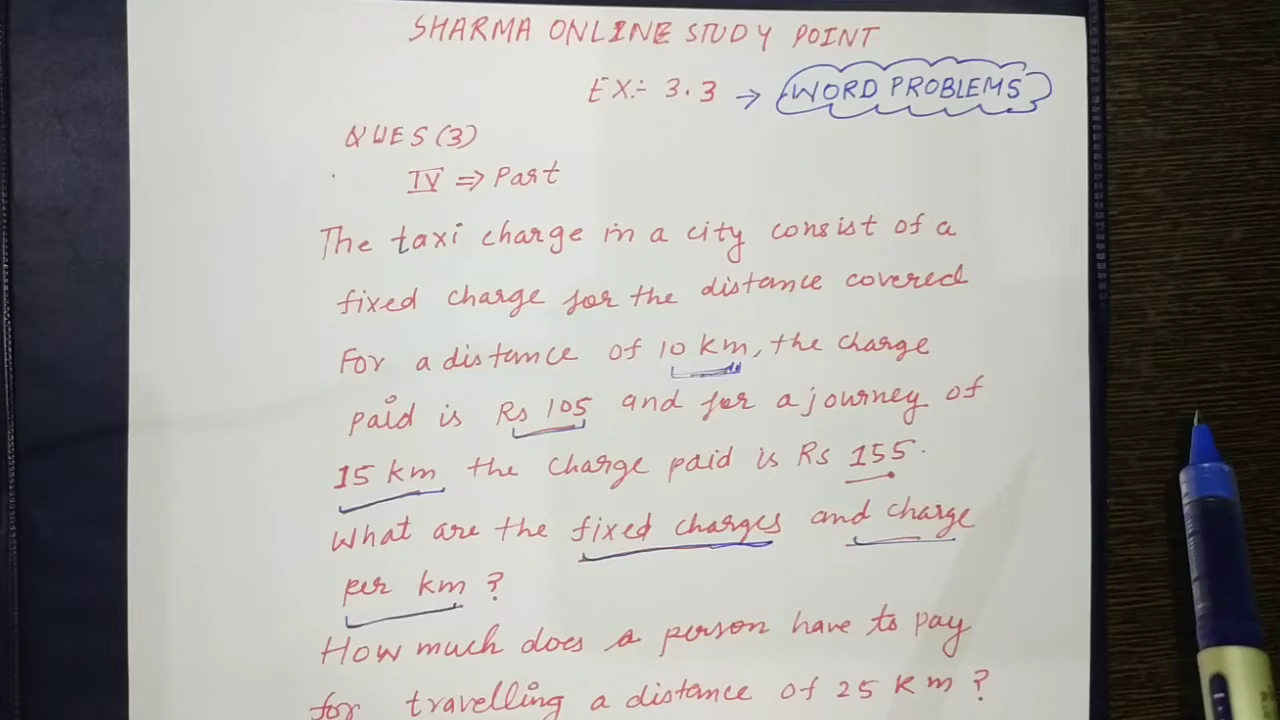 SHARMA ONLINE STUDY POINT
EX:- 3.3 → WORD PROBLEMS
QUES (3)
IV ⇒ Part
The taxi charge in a city consist of a
fixed charge for the distance covered
For a distance of 10 km, the charge
paid is Rs 105 and for a journey of
15 km the charge paid is Rs 155.
What are the fixed charges and charge
per km ?
How much does a person have to pay
for travelling a distance of 25 km ?